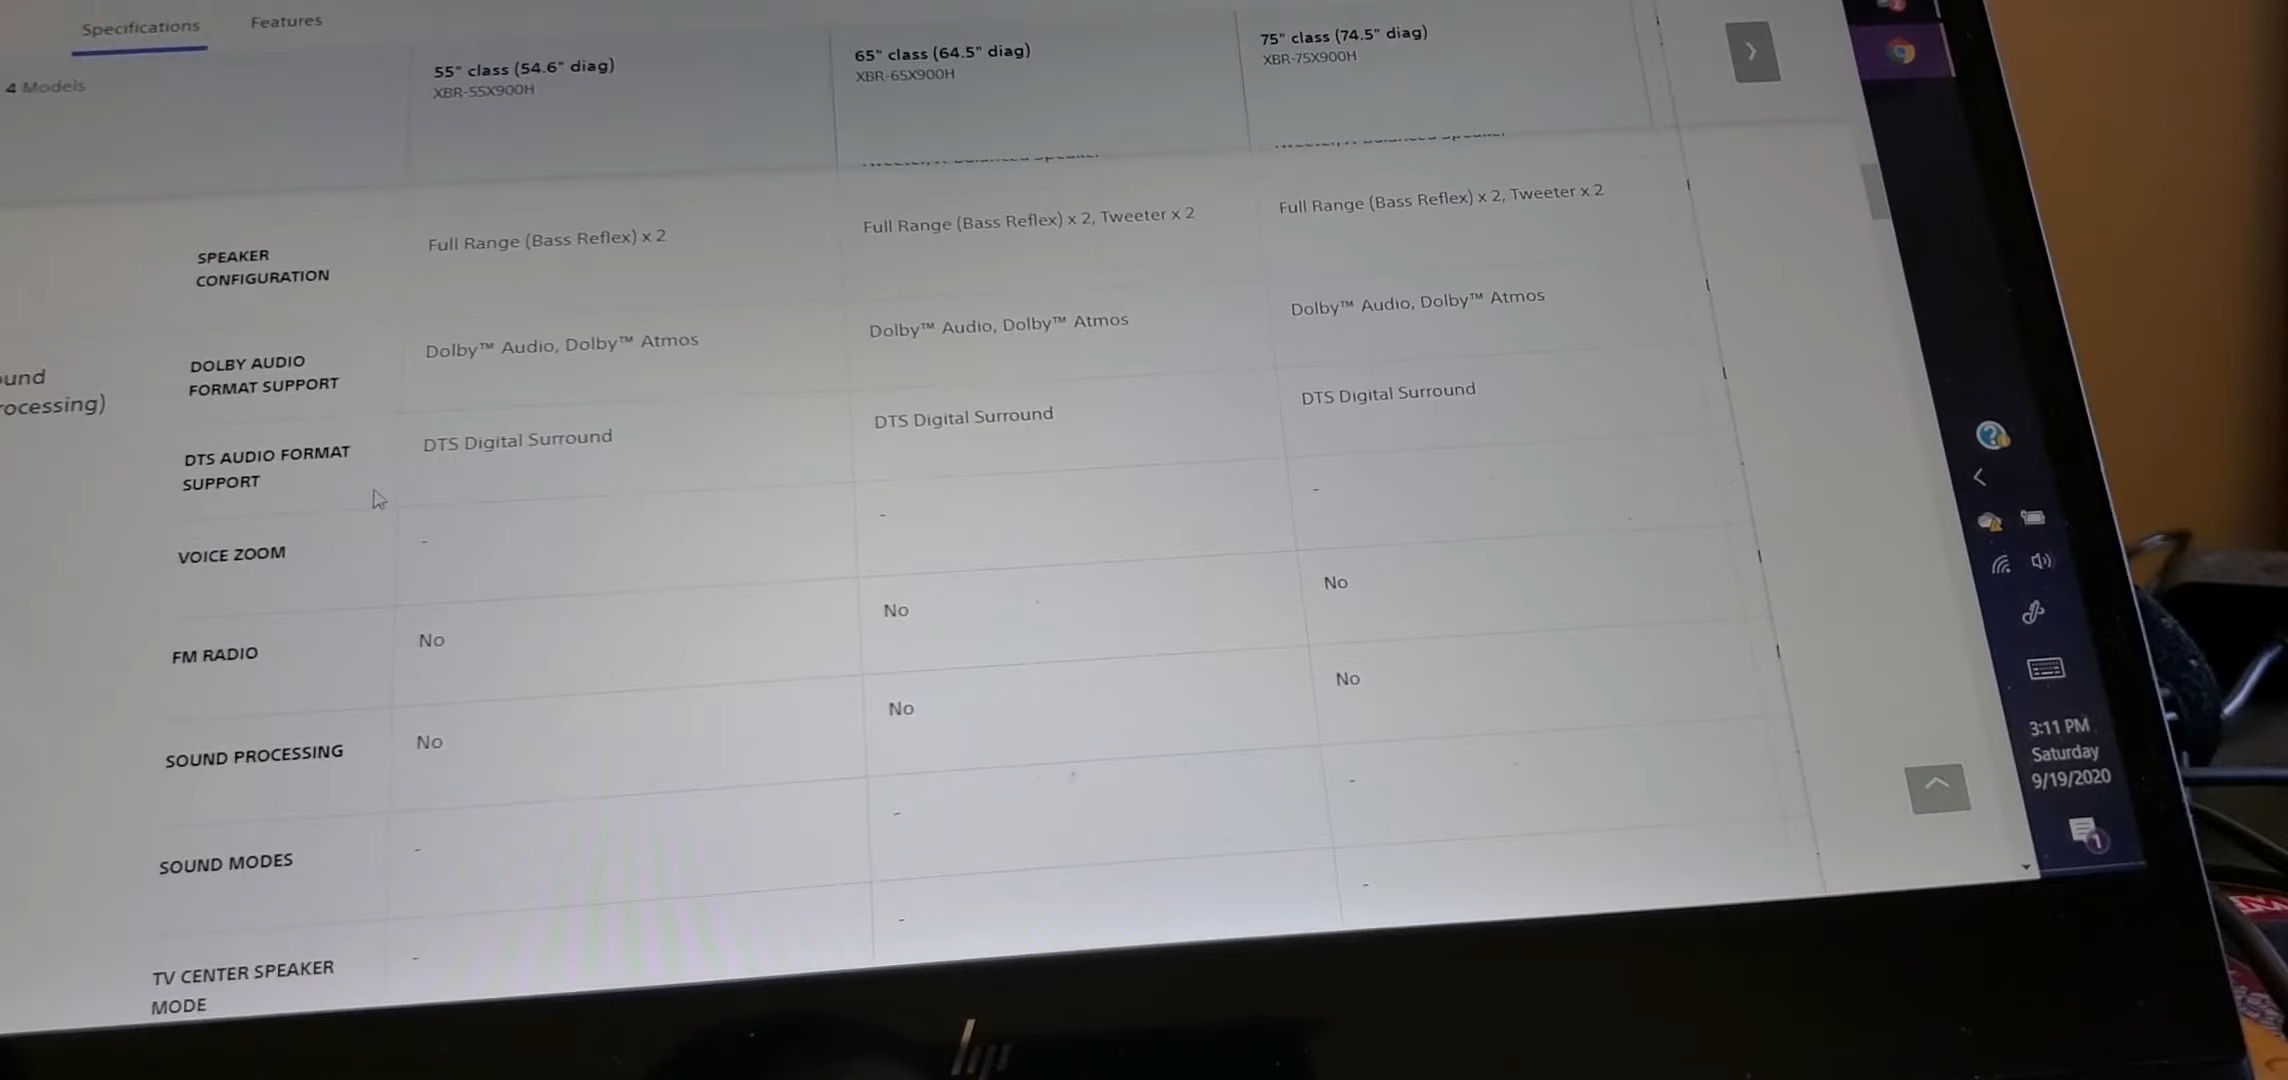 Specifications
Features
4 Models
55" class (54.6" diag)
XBR-55X900H
65" class (64.5" diag)
XBR-65X900H
75" class (74.5" diag)
XBR-75X900H
SPEAKER
CONFIGURATION
Full Range (Bass Reflex) x 2
Full Range (Bass Reflex) x 2, Tweeter x 2
Full Range (Bass Reflex) x 2, Tweeter x 2
DOLBY AUDIO
FORMAT SUPPORT
Dolby™ Audio, Dolby™ Atmos
Dolby™ Audio, Dolby™ Atmos
Dolby™ Audio, Dolby™ Atmos
DTS AUDIO FORMAT
SUPPORT
DTS Digital Surround
DTS Digital Surround
DTS Digital Surround
VOICE ZOOM
-
-
-
FM RADIO
No
No
No
SOUND PROCESSING
No
No
No
SOUND MODES
-
-
-
TV CENTER SPEAKER
MODE
-
-
-
3:11 PM
Saturday
9/19/2020
1
hp